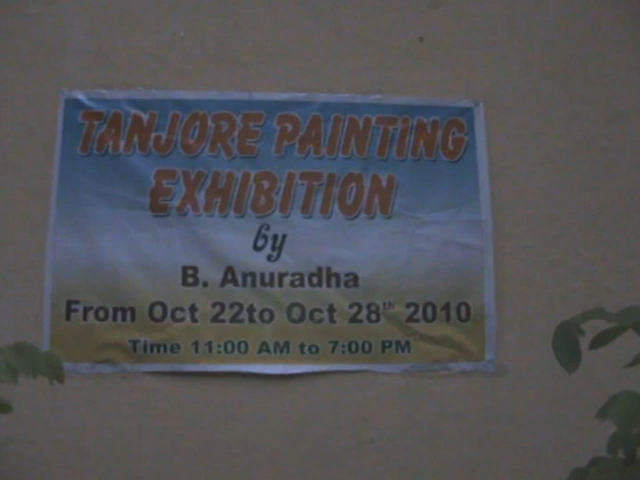 TANJORE PAINTING
EXHIBITION
by
B. Anuradha
From Oct 22to Oct 28th 2010
Time 11:00 AM to 7:00 PM